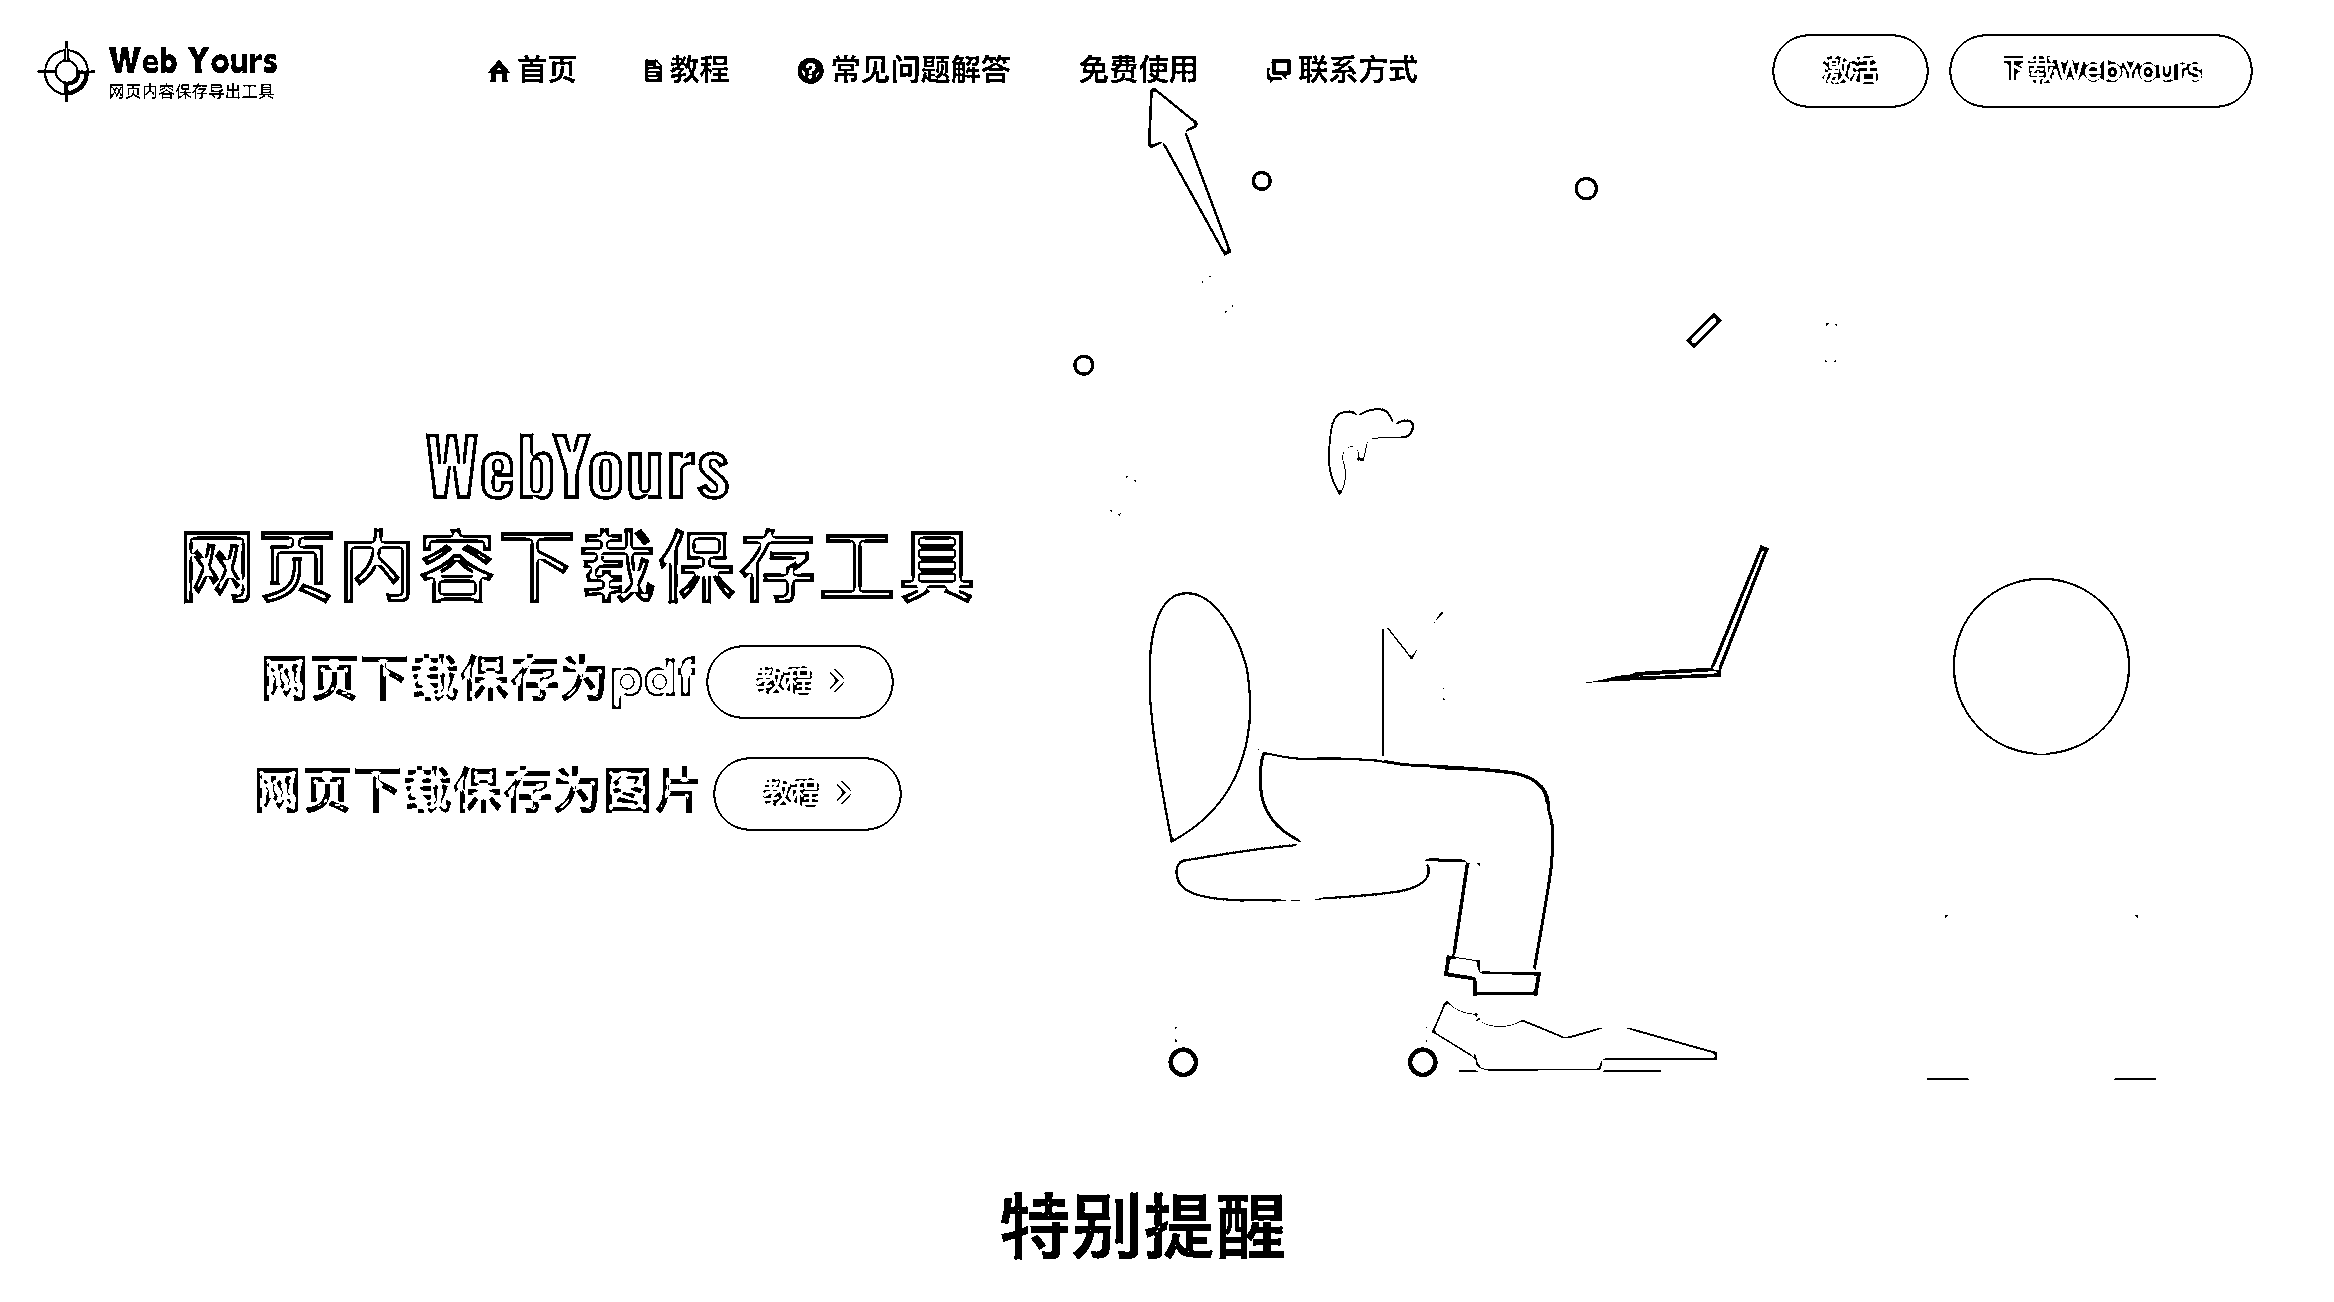 Web Yours
网页内容保存导出工具
首页 教程 常见问题解答 免费使用 联系方式 激活 下载WebYours
WebYours
网页内容下载保存工具
网页下载保存为pdf 教程 »
网页下载保存为图片 教程 »
特别提醒